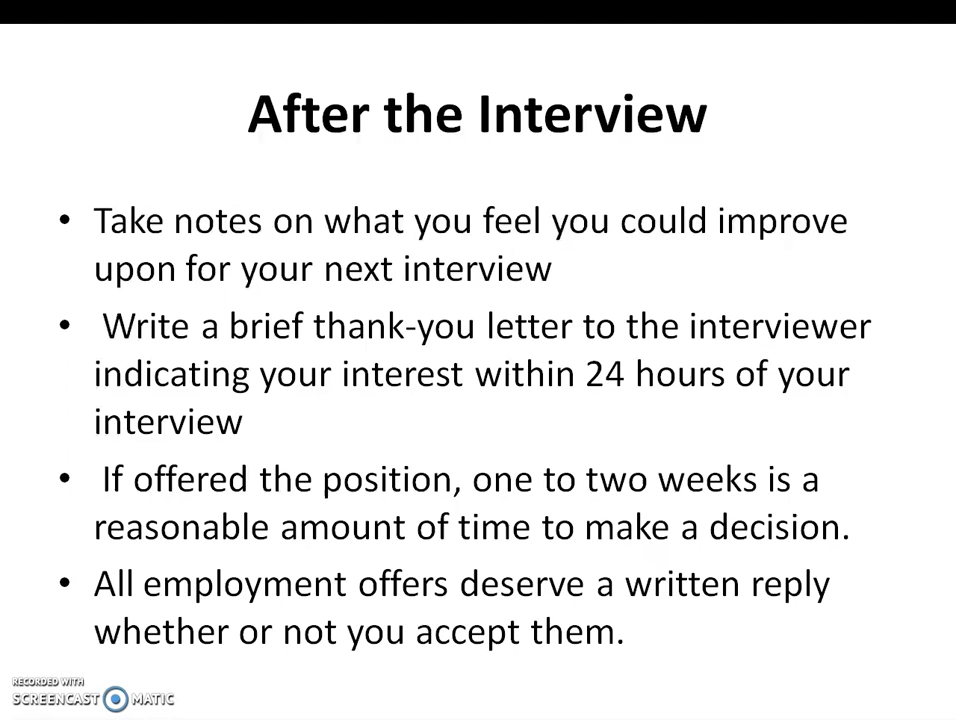 After the Interview
• Take notes on what you feel you could improve
upon for your next interview
• Write a brief thank-you letter to the interviewer
indicating your interest within 24 hours of your
interview
• If offered the position, one to two weeks is a
reasonable amount of time to make a decision.
• All employment offers deserve a written reply
whether or not you accept them.
RECORDED WITH
SCREENCAST MATIC